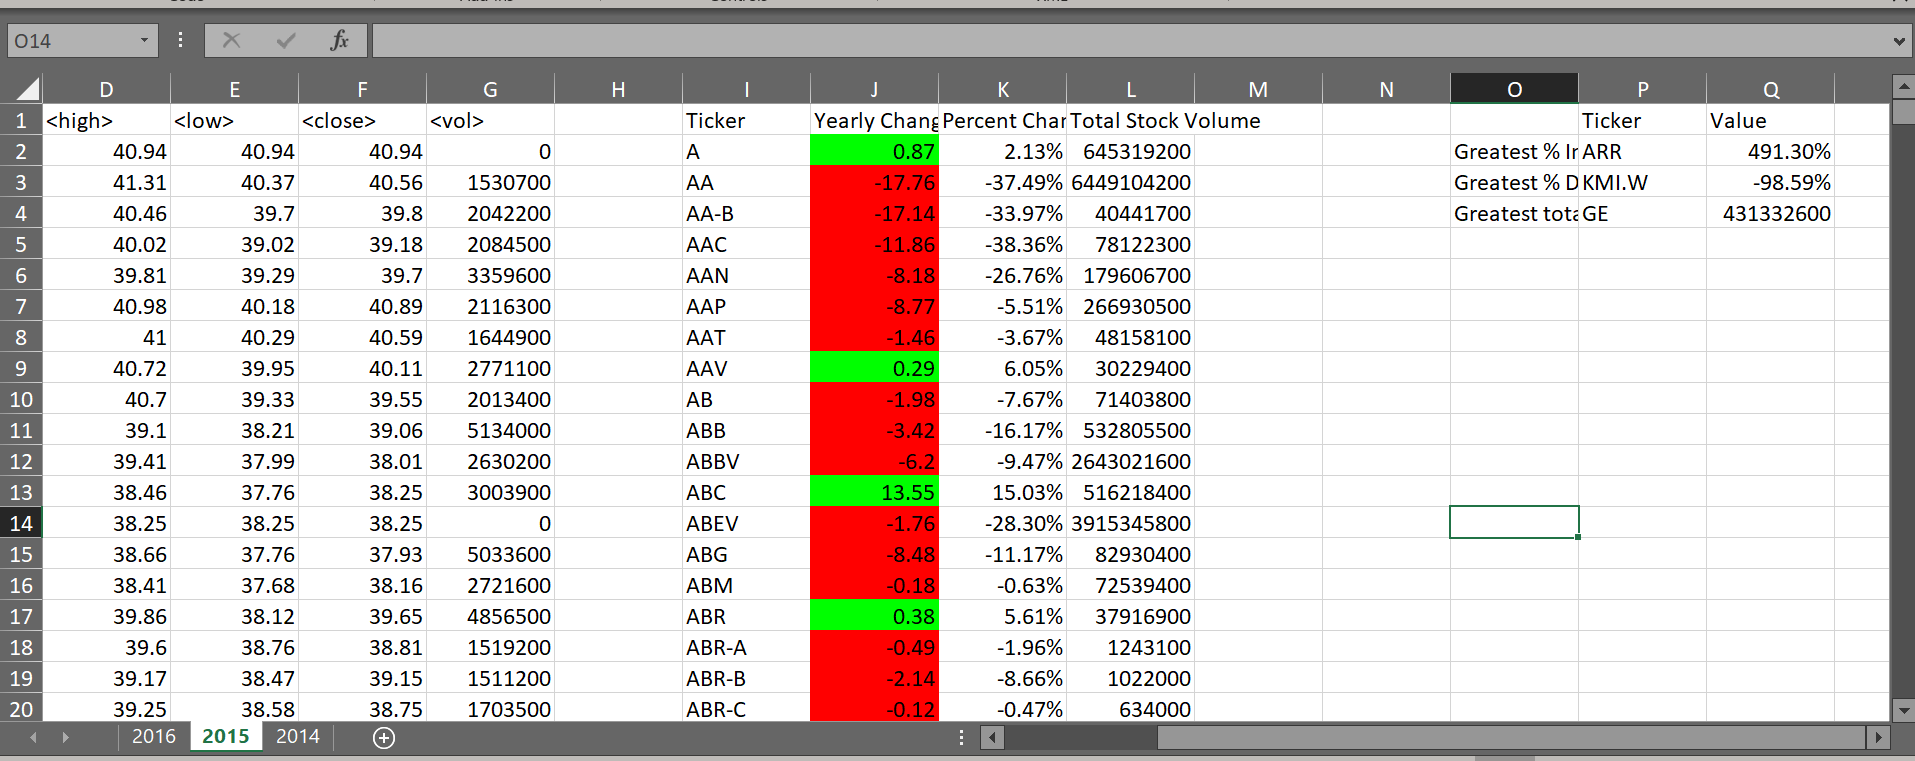 O14 fx
D E F G H I J K L M N O P Q
1 <high> <low> <close> <vol> Ticker Yearly Chang Percent Char Total Stock Volume Ticker Value
2 40.94 40.94 40.94 0 A 0.87 2.13% 645319200 Greatest % Ir ARR 491.30%
3 41.31 40.37 40.56 1530700 AA -17.76 -37.49% 6449104200 Greatest % D KMI.W -98.59%
4 40.46 39.7 39.8 2042200 AA-B -17.14 -33.97% 40441700 Greatest tota GE 431332600
5 40.02 39.02 39.18 2084500 AAC -11.86 -38.36% 78122300
6 39.81 39.29 39.7 3359600 AAN -8.18 -26.76% 179606700
7 40.98 40.18 40.89 2116300 AAP -8.77 -5.51% 266930500
8 41 40.29 40.59 1644900 AAT -1.46 -3.67% 48158100
9 40.72 39.95 40.11 2771100 AAV 0.29 6.05% 30229400
10 40.7 39.33 39.55 2013400 AB -1.98 -7.67% 71403800
11 39.1 38.21 39.06 5134000 ABB -3.42 -16.17% 532805500
12 39.41 37.99 38.01 2630200 ABBV -6.2 -9.47% 2643021600
13 38.46 37.76 38.25 3003900 ABC 13.55 15.03% 516218400
14 38.25 38.25 38.25 0 ABEV -1.76 -28.30% 3915345800
15 38.66 37.76 37.93 5033600 ABG -8.48 -11.17% 82930400
16 38.41 37.68 38.16 2721600 ABM -0.18 -0.63% 72539400
17 39.86 38.12 39.65 4856500 ABR 0.38 5.61% 37916900
18 39.6 38.76 38.81 1519200 ABR-A -0.49 -1.96% 1243100
19 39.17 38.47 39.15 1511200 ABR-B -2.14 -8.66% 1022000
20 39.25 38.58 38.75 1703500 ABR-C -0.12 -0.47% 634000
2016 2015 2014